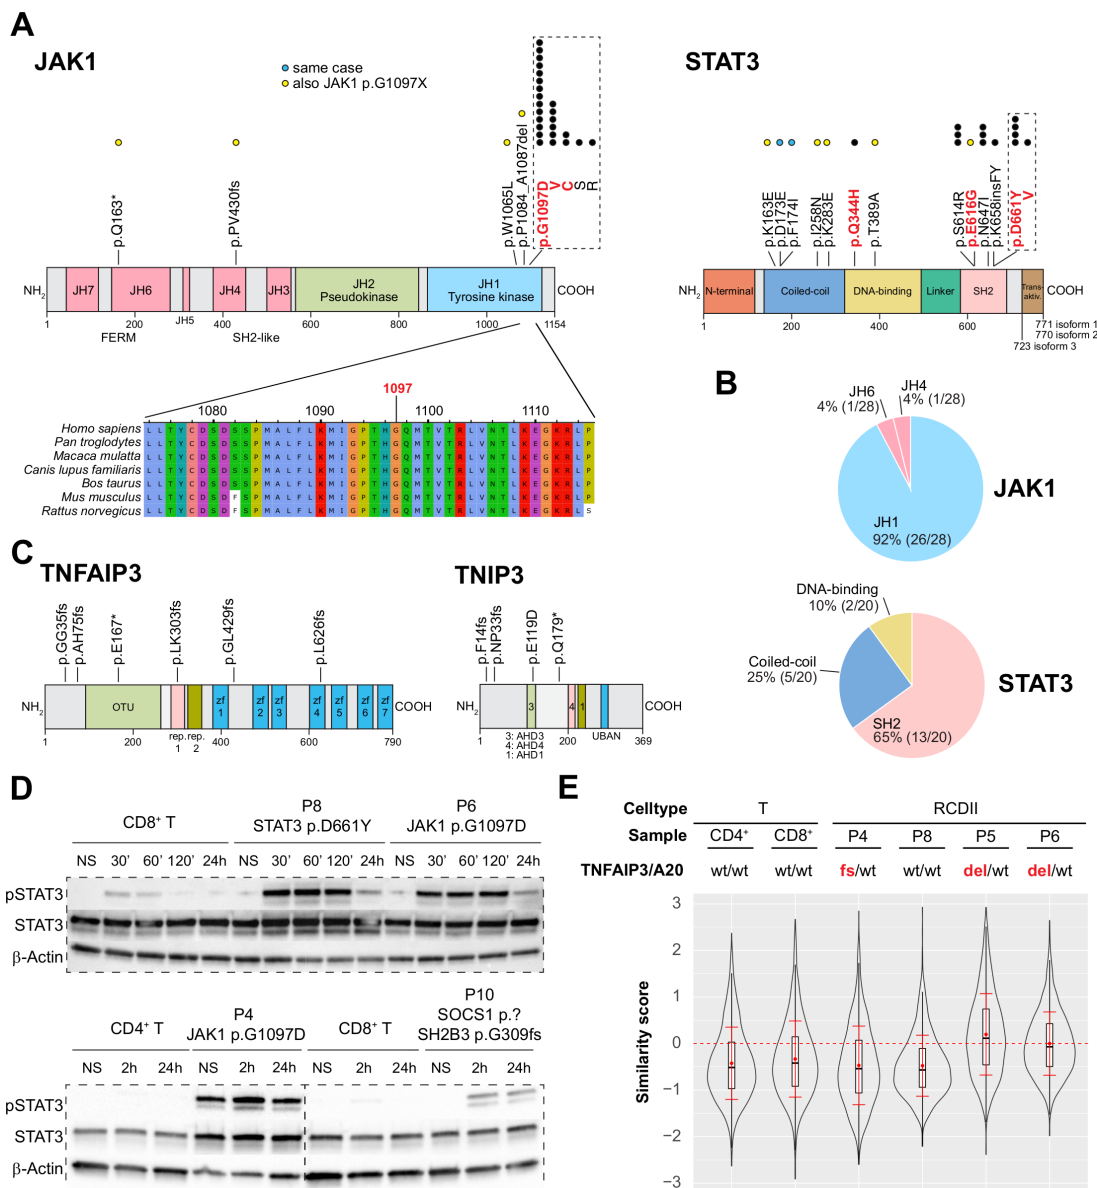 A
JAK1
same case
also JAK1 p.G1097X
p.Q163*
p.PV430fs
p.W1065L
p.P1084_A1087del
p.G1097D
V
C
S
R
NH2
JH7
JH6
JH5
JH4
JH3
JH2
Pseudokinase
JH1
Tyrosine kinase
COOH
1
200
400
600
800
1000
1154
FERM
SH2-like
1097
1080
1090
1100
1110
Homo sapiens L L T Y C D S D S S P M A L F L K M I G P T H G Q M T V T R L V N T L K E G K R L P
Pan troglodytes L L T Y C D S D S S P M A L F L K M I G P T H G Q M T V T R L V N T L K E G K R L P
Macaca mulatta L L T Y C D S D S S P M A L F L K M I G P T H G Q M T V T R L V N T L K E G K R L P
Canis lupus familiaris L L T Y C D S D S S P M A L F L K M I G P T H G Q M T V T R L V N T L K E G K R L P
Bos taurus L L T Y C D S D S S P M A L F L K M I G P T H G Q M T V T R L V N T L K E G K R L P
Mus musculus L L T Y C D S D F S P M A L F L K M I G P T H G Q M T V T R L V N T L K E G K R L P
Rattus norvegicus L L T Y C D S D F S P M A L F L K M I G P T H G Q M T V T R L V N T L K E G K R L S
STAT3
p.K163E
p.D173E
p.F174I
p.I258N
p.K283E
p.Q344H
p.T389A
p.S614R
p.E616G
p.N647I
p.K658insFY
p.D661Y
V
NH2
N-terminal
Coiled-coil
DNA-binding
Linker
SH2
Trans-
aktiv.
COOH
1
200
400
600
771 isoform 1
770 isoform 2
723 isoform 3
B
JH6
4% (1/28)
JH4
4% (1/28)
JH1
92% (26/28)
JAK1
DNA-binding
10% (2/20)
Coiled-coil
25% (5/20)
SH2
65% (13/20)
STAT3
C
TNFAIP3
p.GG35fs
p.AH75fs
p.E167*
p.LK303fs
p.GL429fs
p.L626fs
NH2
OTU
zf
1
zf
2
zf
3
zf
4
zf
5
zf
6
zf
7
COOH
rep.
1
rep.
2
200
400
600
790
1
TNIP3
p.F14fs
p.NP33fs
p.E119D
p.Q179*
NH2
3
4
1
COOH
1
200
369
UBAN
3: AHD3
4: AHD4
1: AHD1
D
CD8+ T
P8
STAT3 p.D661Y
P6
JAK1 p.G1097D
NS 30' 60' 120' 24h NS 30' 60' 120' 24h NS 30' 60' 120' 24h
pSTAT3
STAT3
β-Actin
CD4+ T
P4
JAK1 p.G1097D
CD8+ T
P10
SOCS1 p.?
SH2B3 p.G309fs
NS 2h 24h NS 2h 24h NS 2h 24h NS 2h 24h
pSTAT3
STAT3
β-Actin
E
Celltype T RCDII
Sample CD4+ CD8+ P4 P8 P5 P6
TNFAIP3/A20 wt/wt wt/wt fs/wt wt/wt del/wt del/wt
Similarity score
3
2
1
0
−1
−2
−3